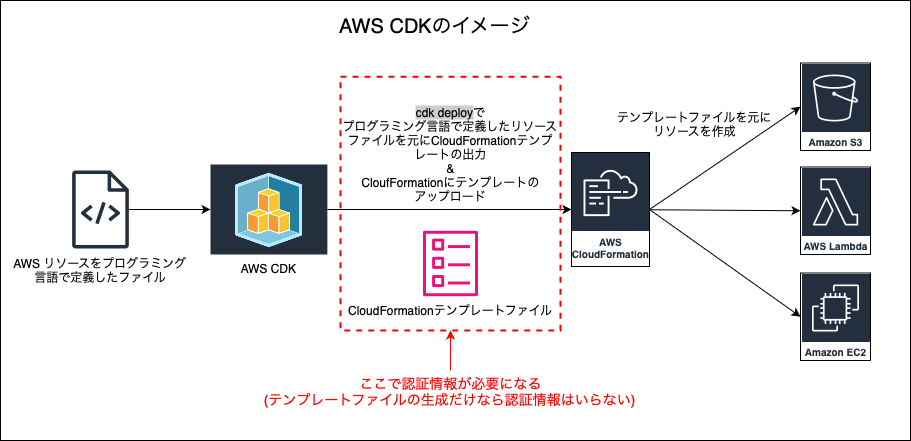 AWS CDKのイメージ
cdk deployで
プログラミング言語で定義したリソース
ファイルを元にCloudFormationテンプ
レートの出力
&
CloufFormationにテンプレートの
アップロード
テンプレートファイルを元に
リソースを作成
Amazon S3
AWS リソースをプログラミング
言語で定義したファイル
AWS CDK
CloudFormationテンプレートファイル
AWS
CloudFormation
AWS Lambda
Amazon EC2
ここで認証情報が必要になる
(テンプレートファイルの生成だけなら認証情報はいらない)